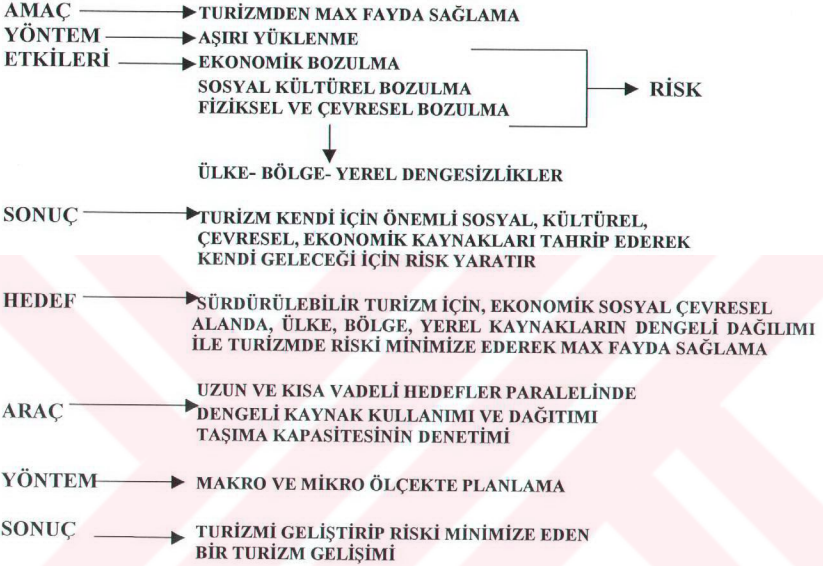 AMAÇ TURİZMDEN MAX FAYDA SAĞLAMA
YÖNTEM AŞIRI YÜKLENME
ETKİLERİ EKONOMİK BOZULMA
SOSYAL KÜLTÜREL BOZULMA
RİSK
FİZİKSEL VE ÇEVRESEL BOZULMA
ÜLKE- BÖLGE- YEREL DENGESİZLİKLER
SONUÇ TURİZM KENDİ İÇİN ÖNEMLİ SOSYAL, KÜLTÜREL,
ÇEVRESEL, EKONOMİK KAYNAKLARI TAHRİP EDEREK
KENDİ GELECEĞİ İÇİN RİSK YARATIR
HEDEF SÜRDÜRÜLEBİLİR TURİZM İÇİN, EKONOMİK SOSYAL ÇEVRESEL
ALANDA, ÜLKE, BÖLGE, YEREL KAYNAKLARIN DENGELİ DAĞILIMI
İLE TURİZMDE RİSKİ MİNİMİZE EDEREK MAX FAYDA SAĞLAMA
UZUN VE KISA VADELİ HEDEFLER PARALELİNDE
ARAÇ DENGELİ KAYNAK KULLANIMI VE DAĞITIMI
TAŞIMA KAPASİTESİNİN DENETİMİ
YÖNTEM MAKRO VE MİKRO ÖLÇEKTE PLANLAMA
SONUÇ TURİZMİ GELİŞTİRİP RİSKİ MİNİMİZE EDEN
BİR TURİZM GELİŞİMİ